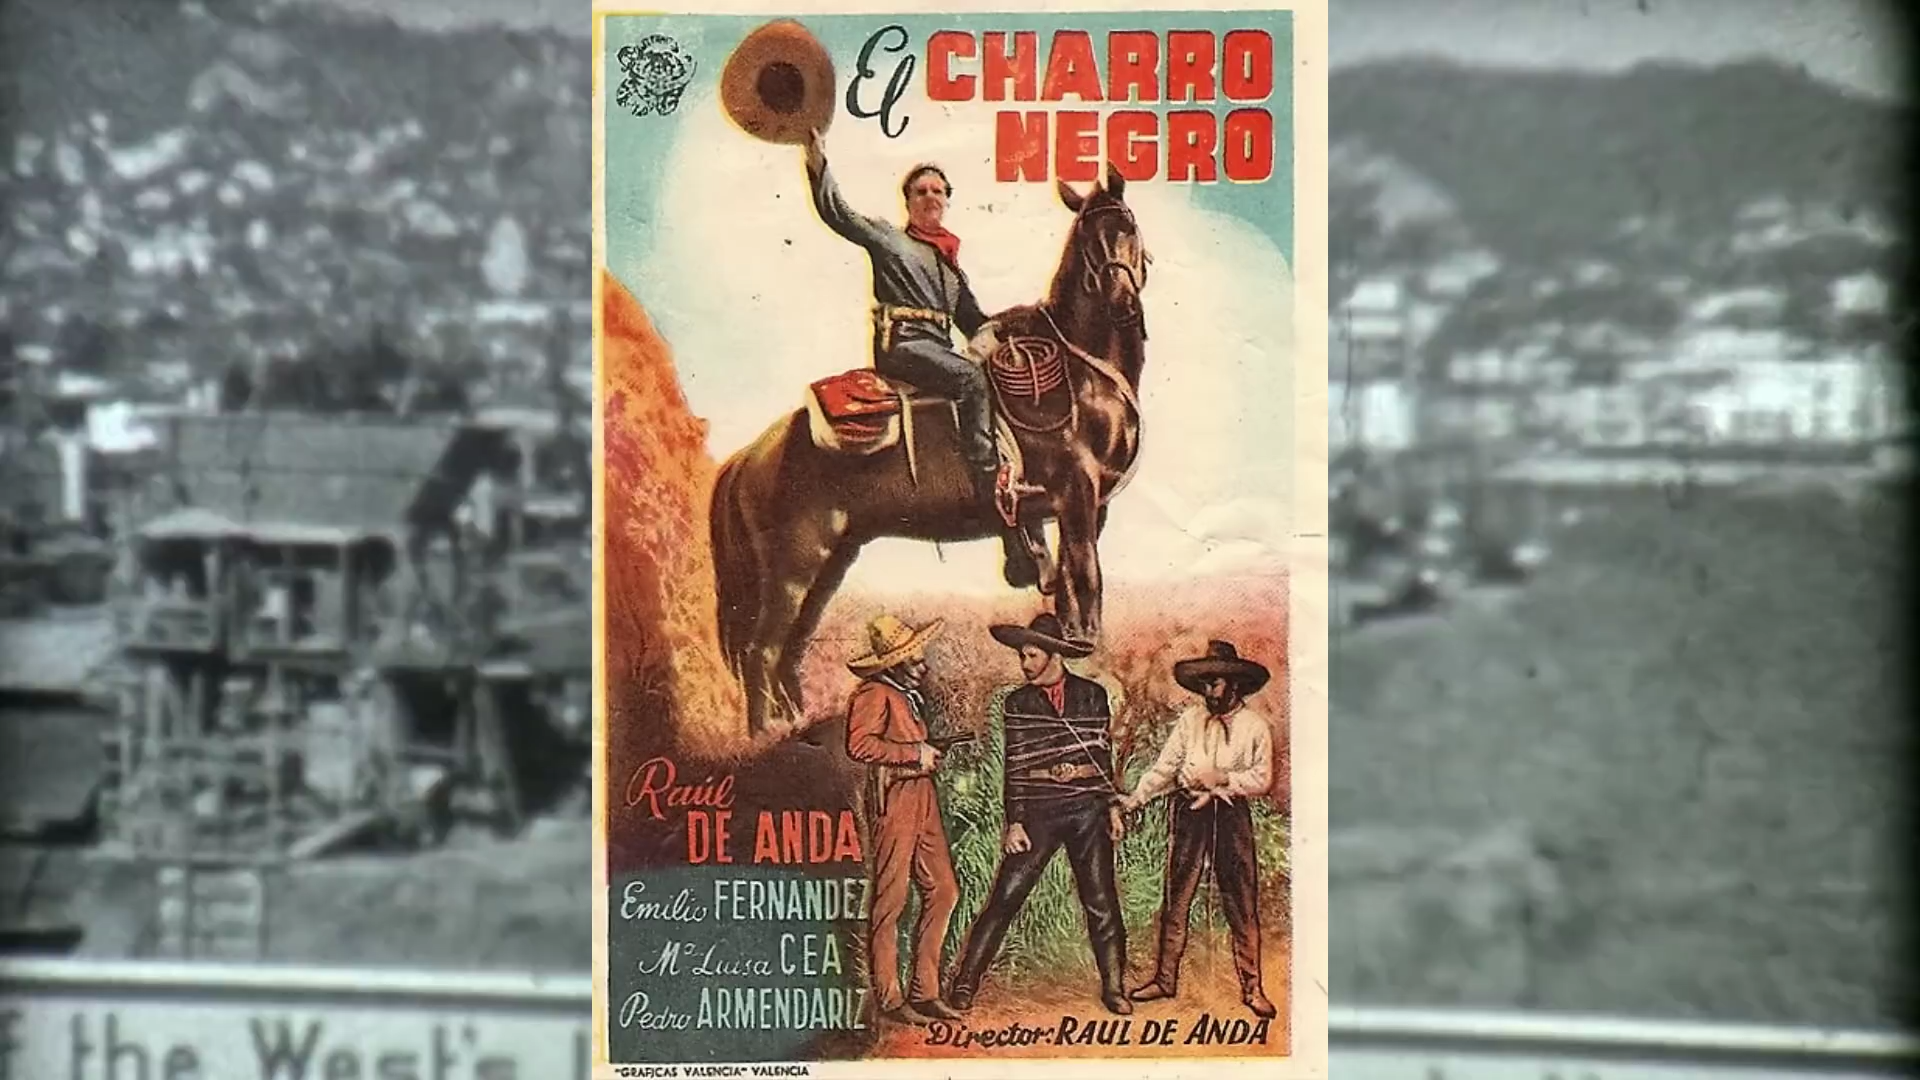 El CHARRO
NEGRO
Raúl
DE ANDA
Emilio FERNANDEZ
Mª Luisa CEA
Pedro ARMENDARIZ
Director: RAUL DE ANDA
"GRAFICAS VALENCIA" VALENCIA
the West's